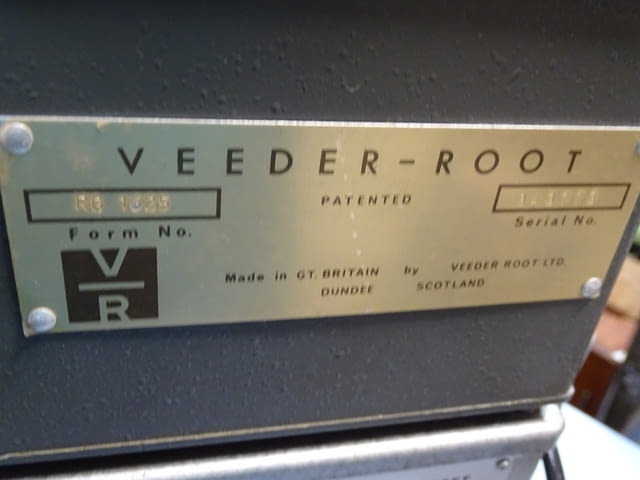 VEEDER-ROOT
PATENTED
Form No.
Serial No.
V
R
Made in GT. BRITAIN by VEEDER ROOT LTD.
DUNDEE SCOTLAND